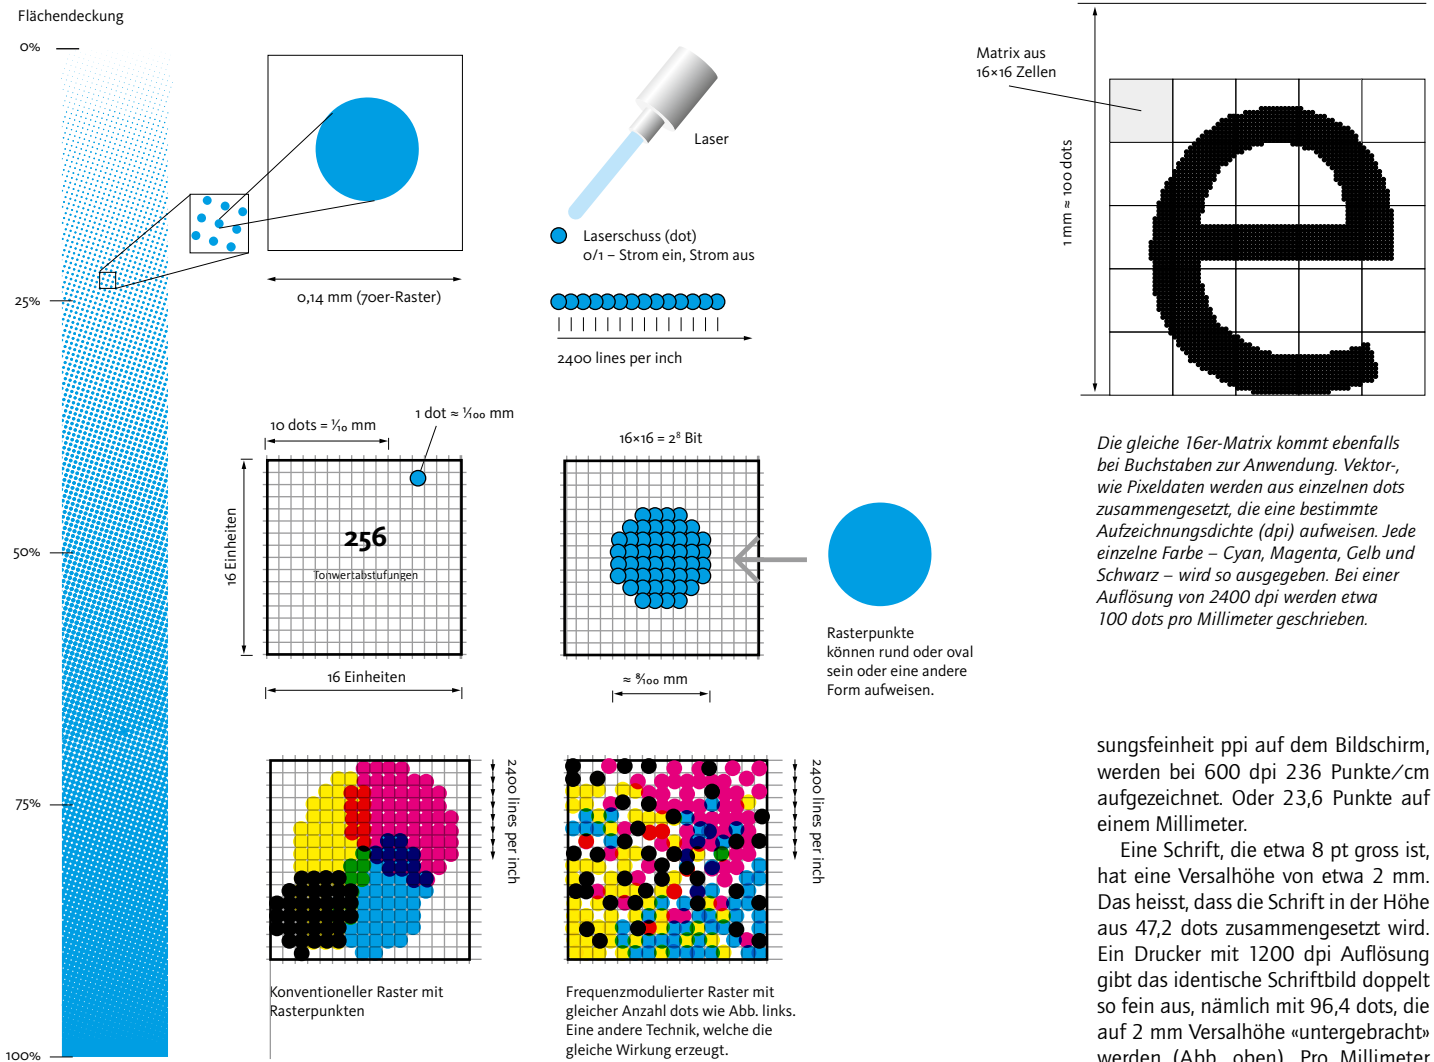 Flächendeckung
0%
25%
50%
75%
100%
0,14 mm (70er-Raster)
Laser
Laserschuss (dot)
0/1 – Strom ein, Strom aus
2400 lines per inch
10 dots = 1⁄10 mm
1 dot ≈ 1⁄100 mm
16 Einheiten
256
Tonwertabstufungen
16 Einheiten
16×16 = 2⁸ Bit
≈ 8⁄100 mm
Rasterpunkte
können rund oder oval
sein oder eine andere
Form aufweisen.
2400 lines per inch
Konventioneller Raster mit
Rasterpunkten
2400 lines per inch
Frequenzmodulierter Raster mit
gleicher Anzahl dots wie Abb. links.
Eine andere Technik, welche die
gleiche Wirkung erzeugt.
Matrix aus
16×16 Zellen
1 mm ≈ 100 dots
e
Die gleiche 16er-Matrix kommt ebenfalls
bei Buchstaben zur Anwendung. Vektor-,
wie Pixeldaten werden aus einzelnen dots
zusammengesetzt, die eine bestimmte
Aufzeichnungsdichte (dpi) aufweisen. Jede
einzelne Farbe – Cyan, Magenta, Gelb und
Schwarz – wird so ausgegeben. Bei einer
Auflösung von 2400 dpi werden etwa
100 dots pro Millimeter geschrieben.
sungsfeinheit ppi auf dem Bildschirm,
werden bei 600 dpi 236 Punkte/cm
aufgezeichnet. Oder 23,6 Punkte auf
einem Millimeter.
Eine Schrift, die etwa 8 pt gross ist,
hat eine Versalhöhe von etwa 2 mm.
Das heisst, dass die Schrift in der Höhe
aus 47,2 dots zusammengesetzt wird.
Ein Drucker mit 1200 dpi Auflösung
gibt das identische Schriftbild doppelt
so fein aus, nämlich mit 96,4 dots, die
auf 2 mm Versalhöhe «untergebracht»
werden (Abb. oben). Pro Millimeter